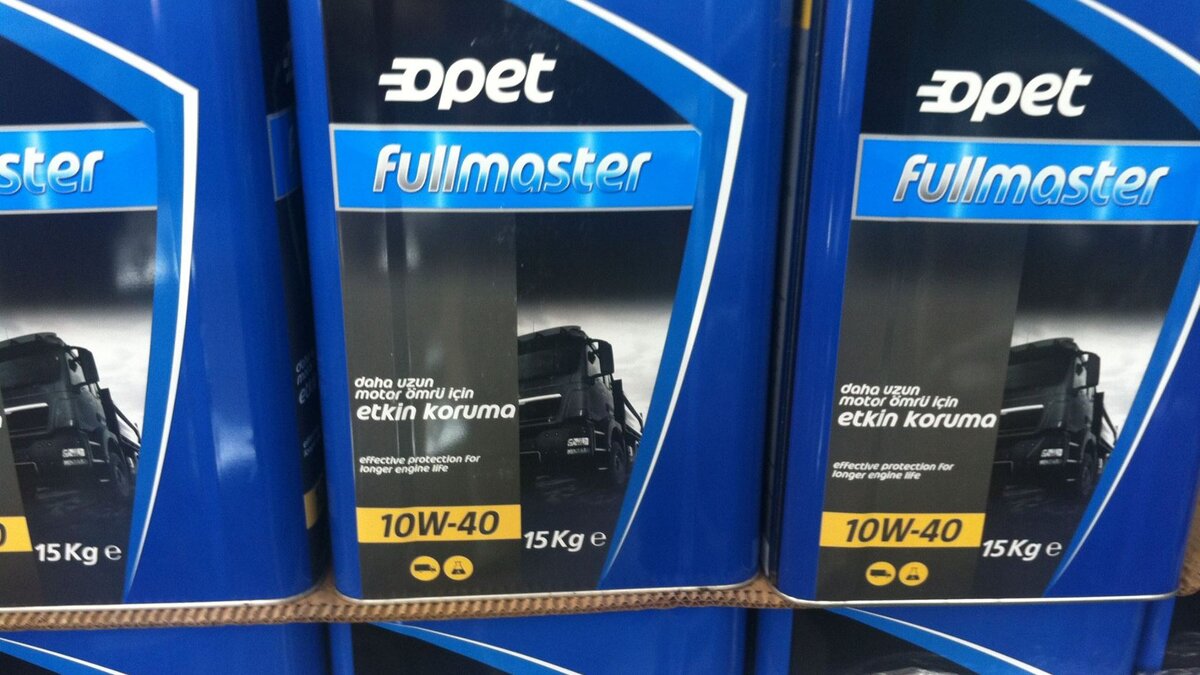 opet
fullmaster
daha uzun
motor ömrü için
etkin koruma
effective protection for
longer engine life
10W-40
15Kg e
opet
fullmaster
daha uzun
motor ömrü için
etkin koruma
effective protection for
longer engine life
10W-40
15Kg e
ster
0
15Kg e